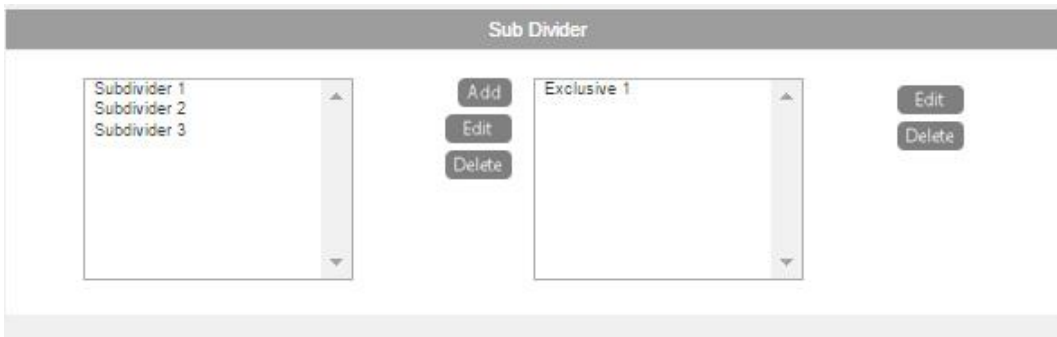 Sub Divider
Subdivider 1
Subdivider 2
Subdivider 3
Add
Edit
Delete
Exclusive 1
Edit
Delete